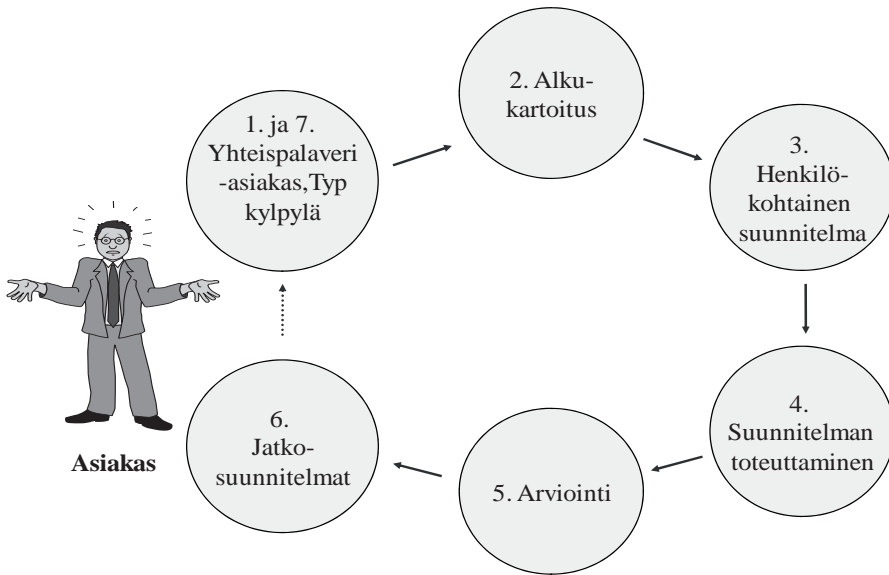 1. ja 7.
Yhteispalaveri
-asiakas,Typ
kylpylä
2. Alku-
kartoitus
3.
Henkilö-
kohtainen
suunnitelma
4.
Suunnitelman
toteuttaminen
5. Arviointi
6.
Jatko-
suunnitelmat
Asiakas